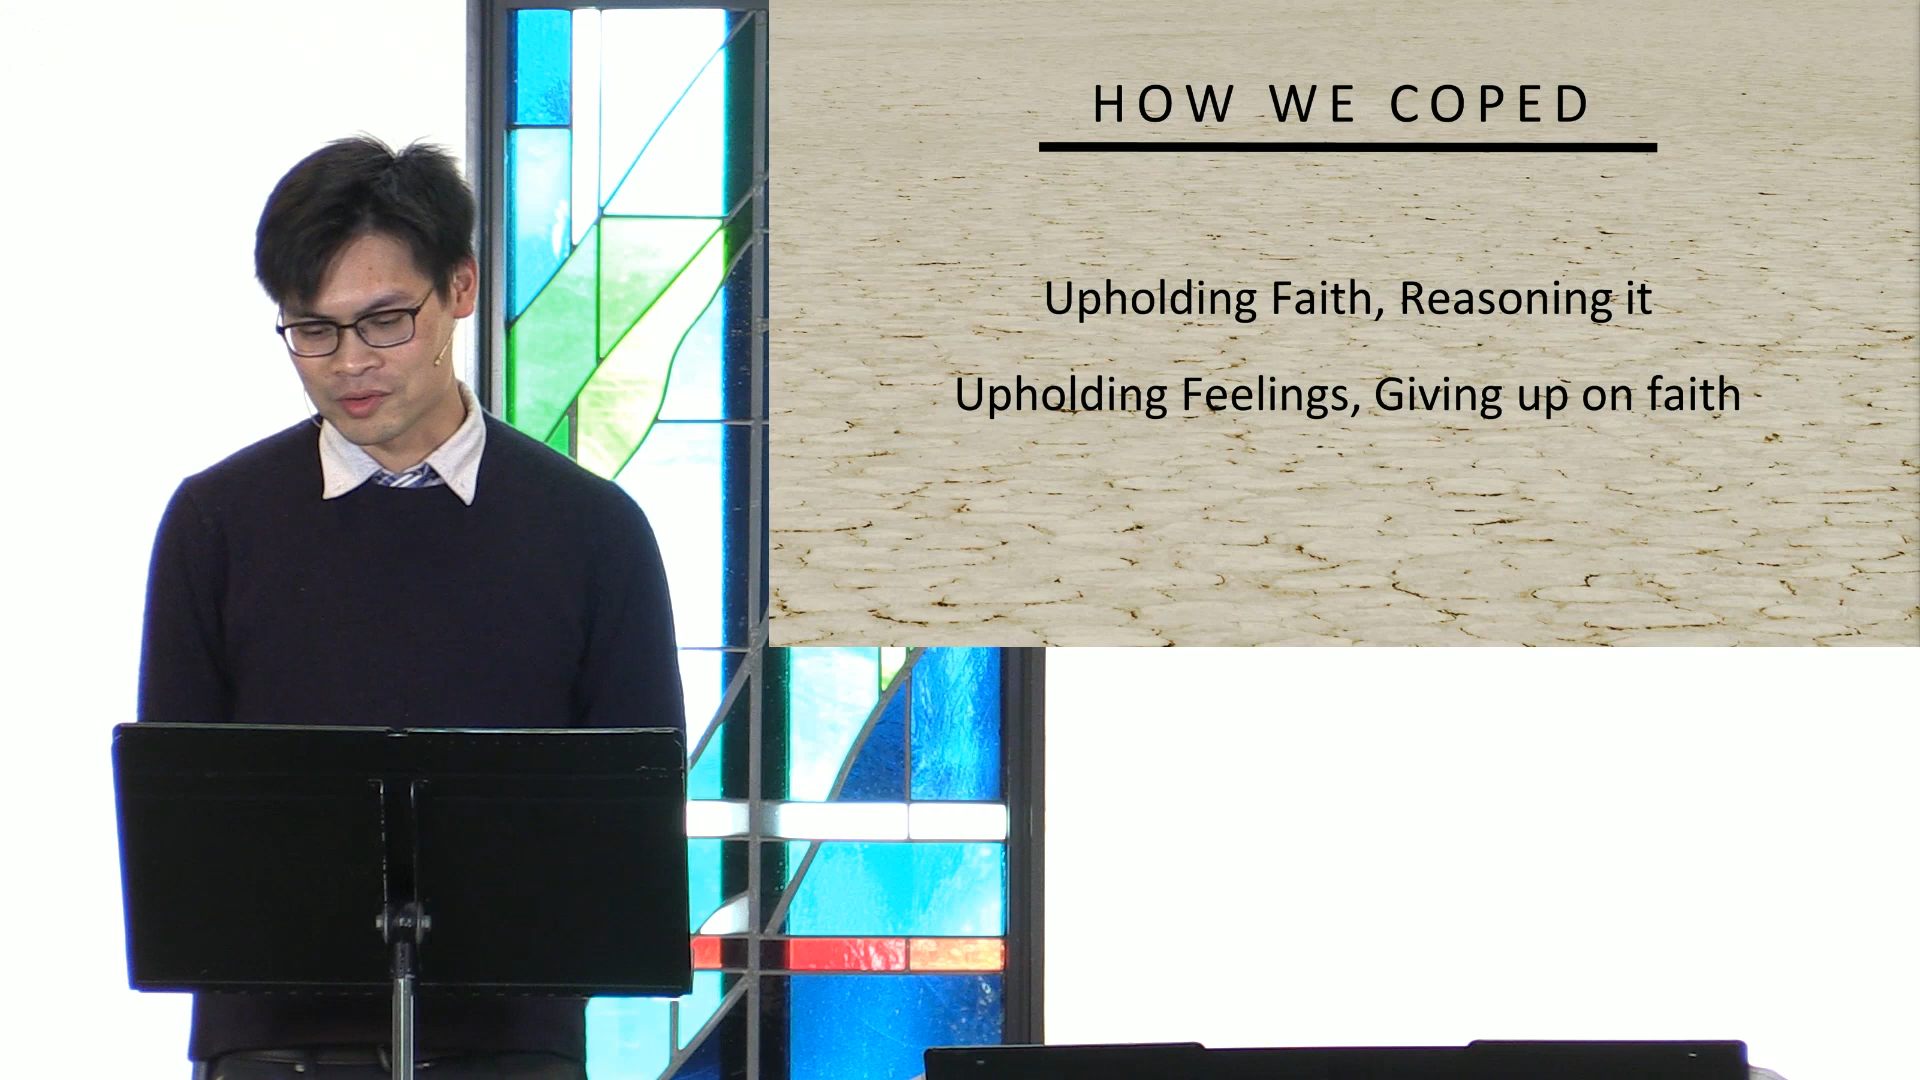 HOW WE COPED
Upholding Faith, Reasoning it
Upholding Feelings, Giving up on faith